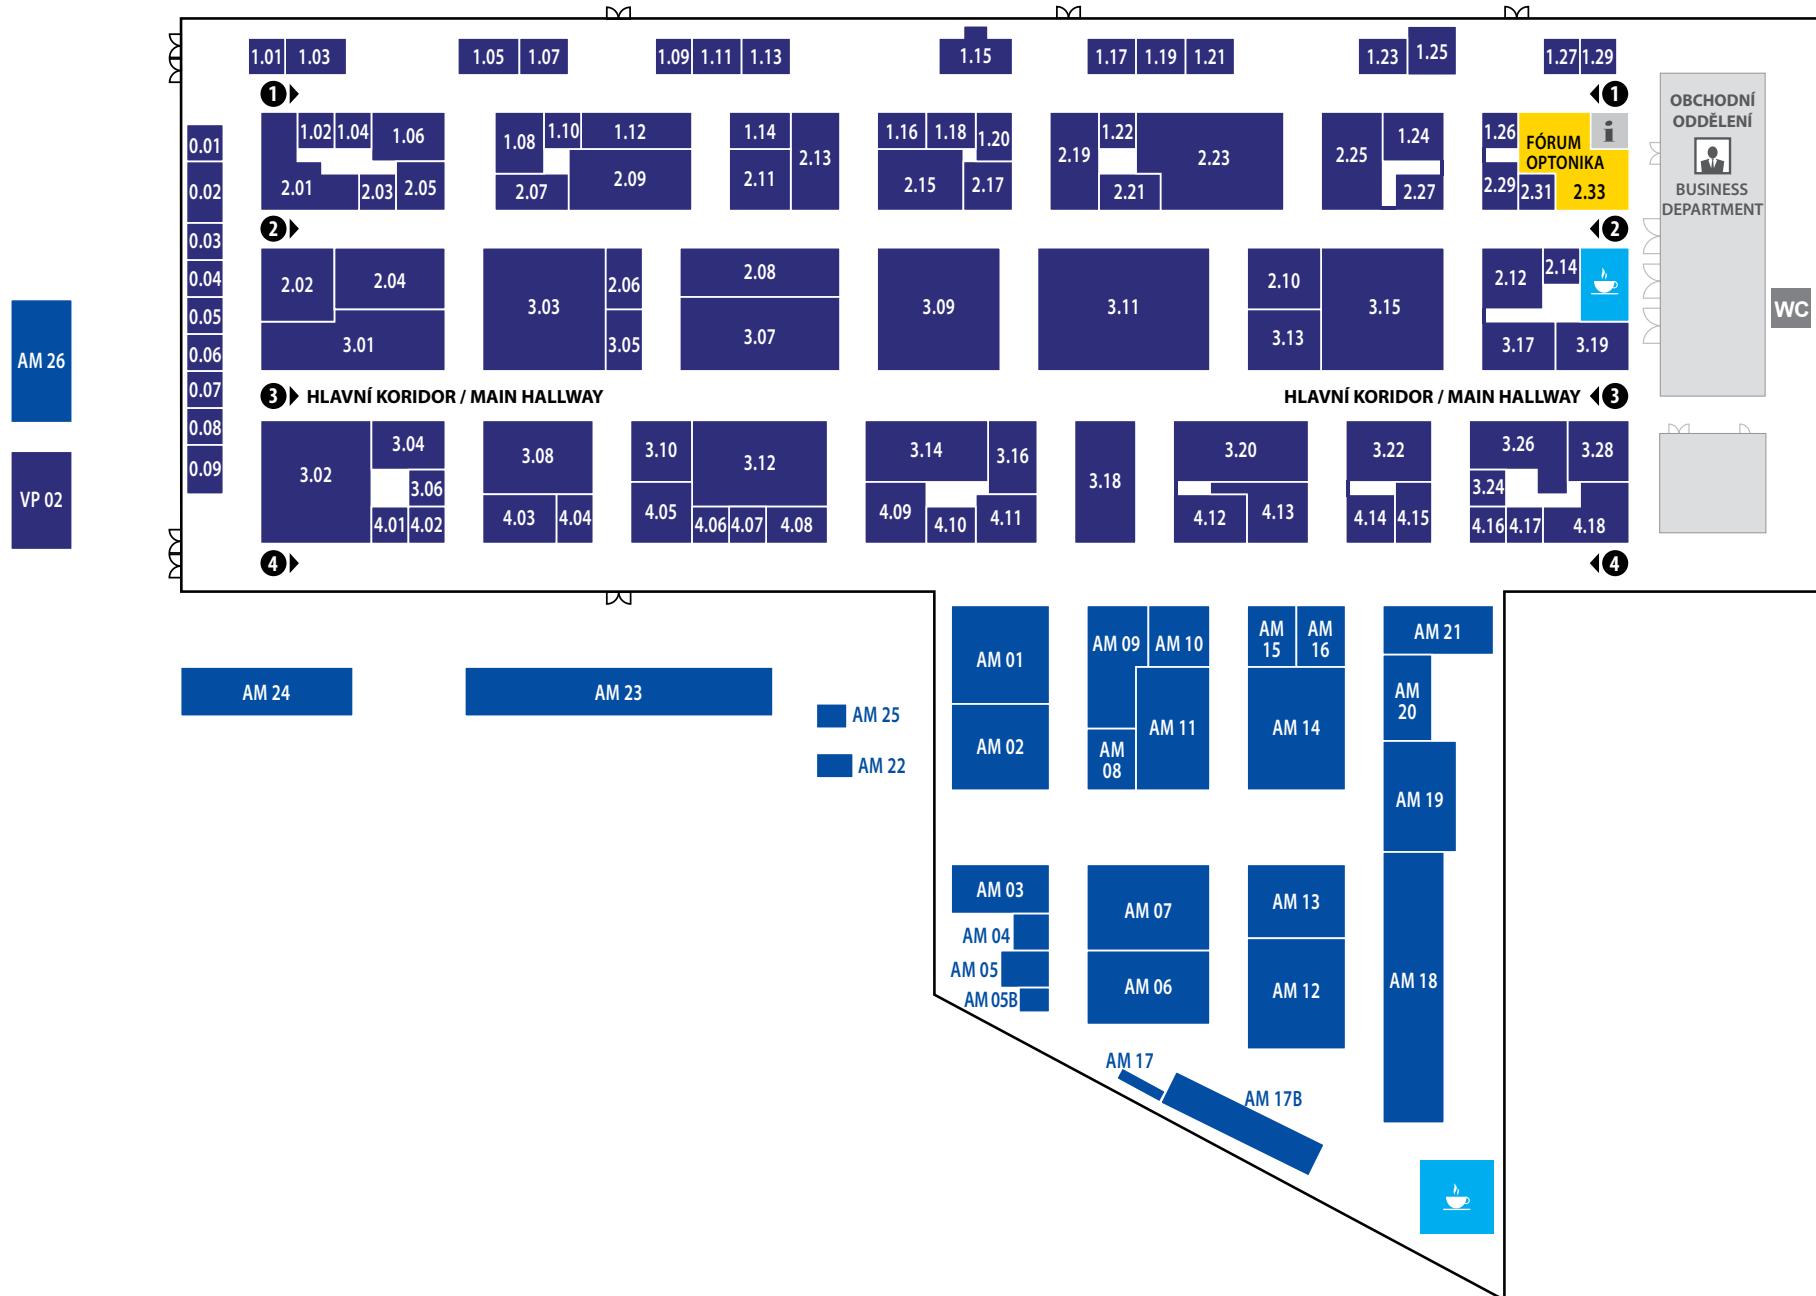 1.01 1.03 1.05 1.07 1.09 1.11 1.13 1.15 1.17 1.19 1.21 1.23 1.25 1.27 1.29
1 1
OBCHODNÍ
ODDĚLENÍ
BUSINESS
DEPARTMENT
0.01
0.02
0.03
0.04
0.05
0.06
0.07
0.08
0.09
1.02 1.04 1.06 1.08 1.10 1.12 1.14 1.16 1.18 1.20 1.22 1.24 1.26
i
FÓRUM
OPTONIKA
2.01 2.03 2.05 2.07 2.09 2.11 2.13 2.15 2.17 2.19 2.21 2.23 2.25 2.27 2.29 2.31 2.33
2 2
2.02 2.04 2.06 2.08 2.10 2.12 2.14
WC
3.01 3.03 3.05 3.07 3.09 3.11 3.13 3.15 3.17 3.19
AM 26
VP 02
3 HLAVNÍ KORIDOR / MAIN HALLWAY HLAVNÍ KORIDOR / MAIN HALLWAY 3
3.02 3.04 3.06 3.08 3.10 3.12 3.14 3.16 3.18 3.20 3.22 3.24 3.26 3.28
4.01 4.02 4.03 4.04 4.05 4.06 4.07 4.08 4.09 4.10 4.11 4.12 4.13 4.14 4.15 4.16 4.17 4.18
4 4
AM 24
AM 23
AM 25
AM 22
AM 01
AM 02
AM 09
AM 10
AM 11
AM
08
AM
15
AM
16
AM 14
AM 21
AM
20
AM 19
AM 18
AM 03
AM 04
AM 05
AM 05B
AM 07
AM 06
AM 13
AM 12
AM 17
AM 17B